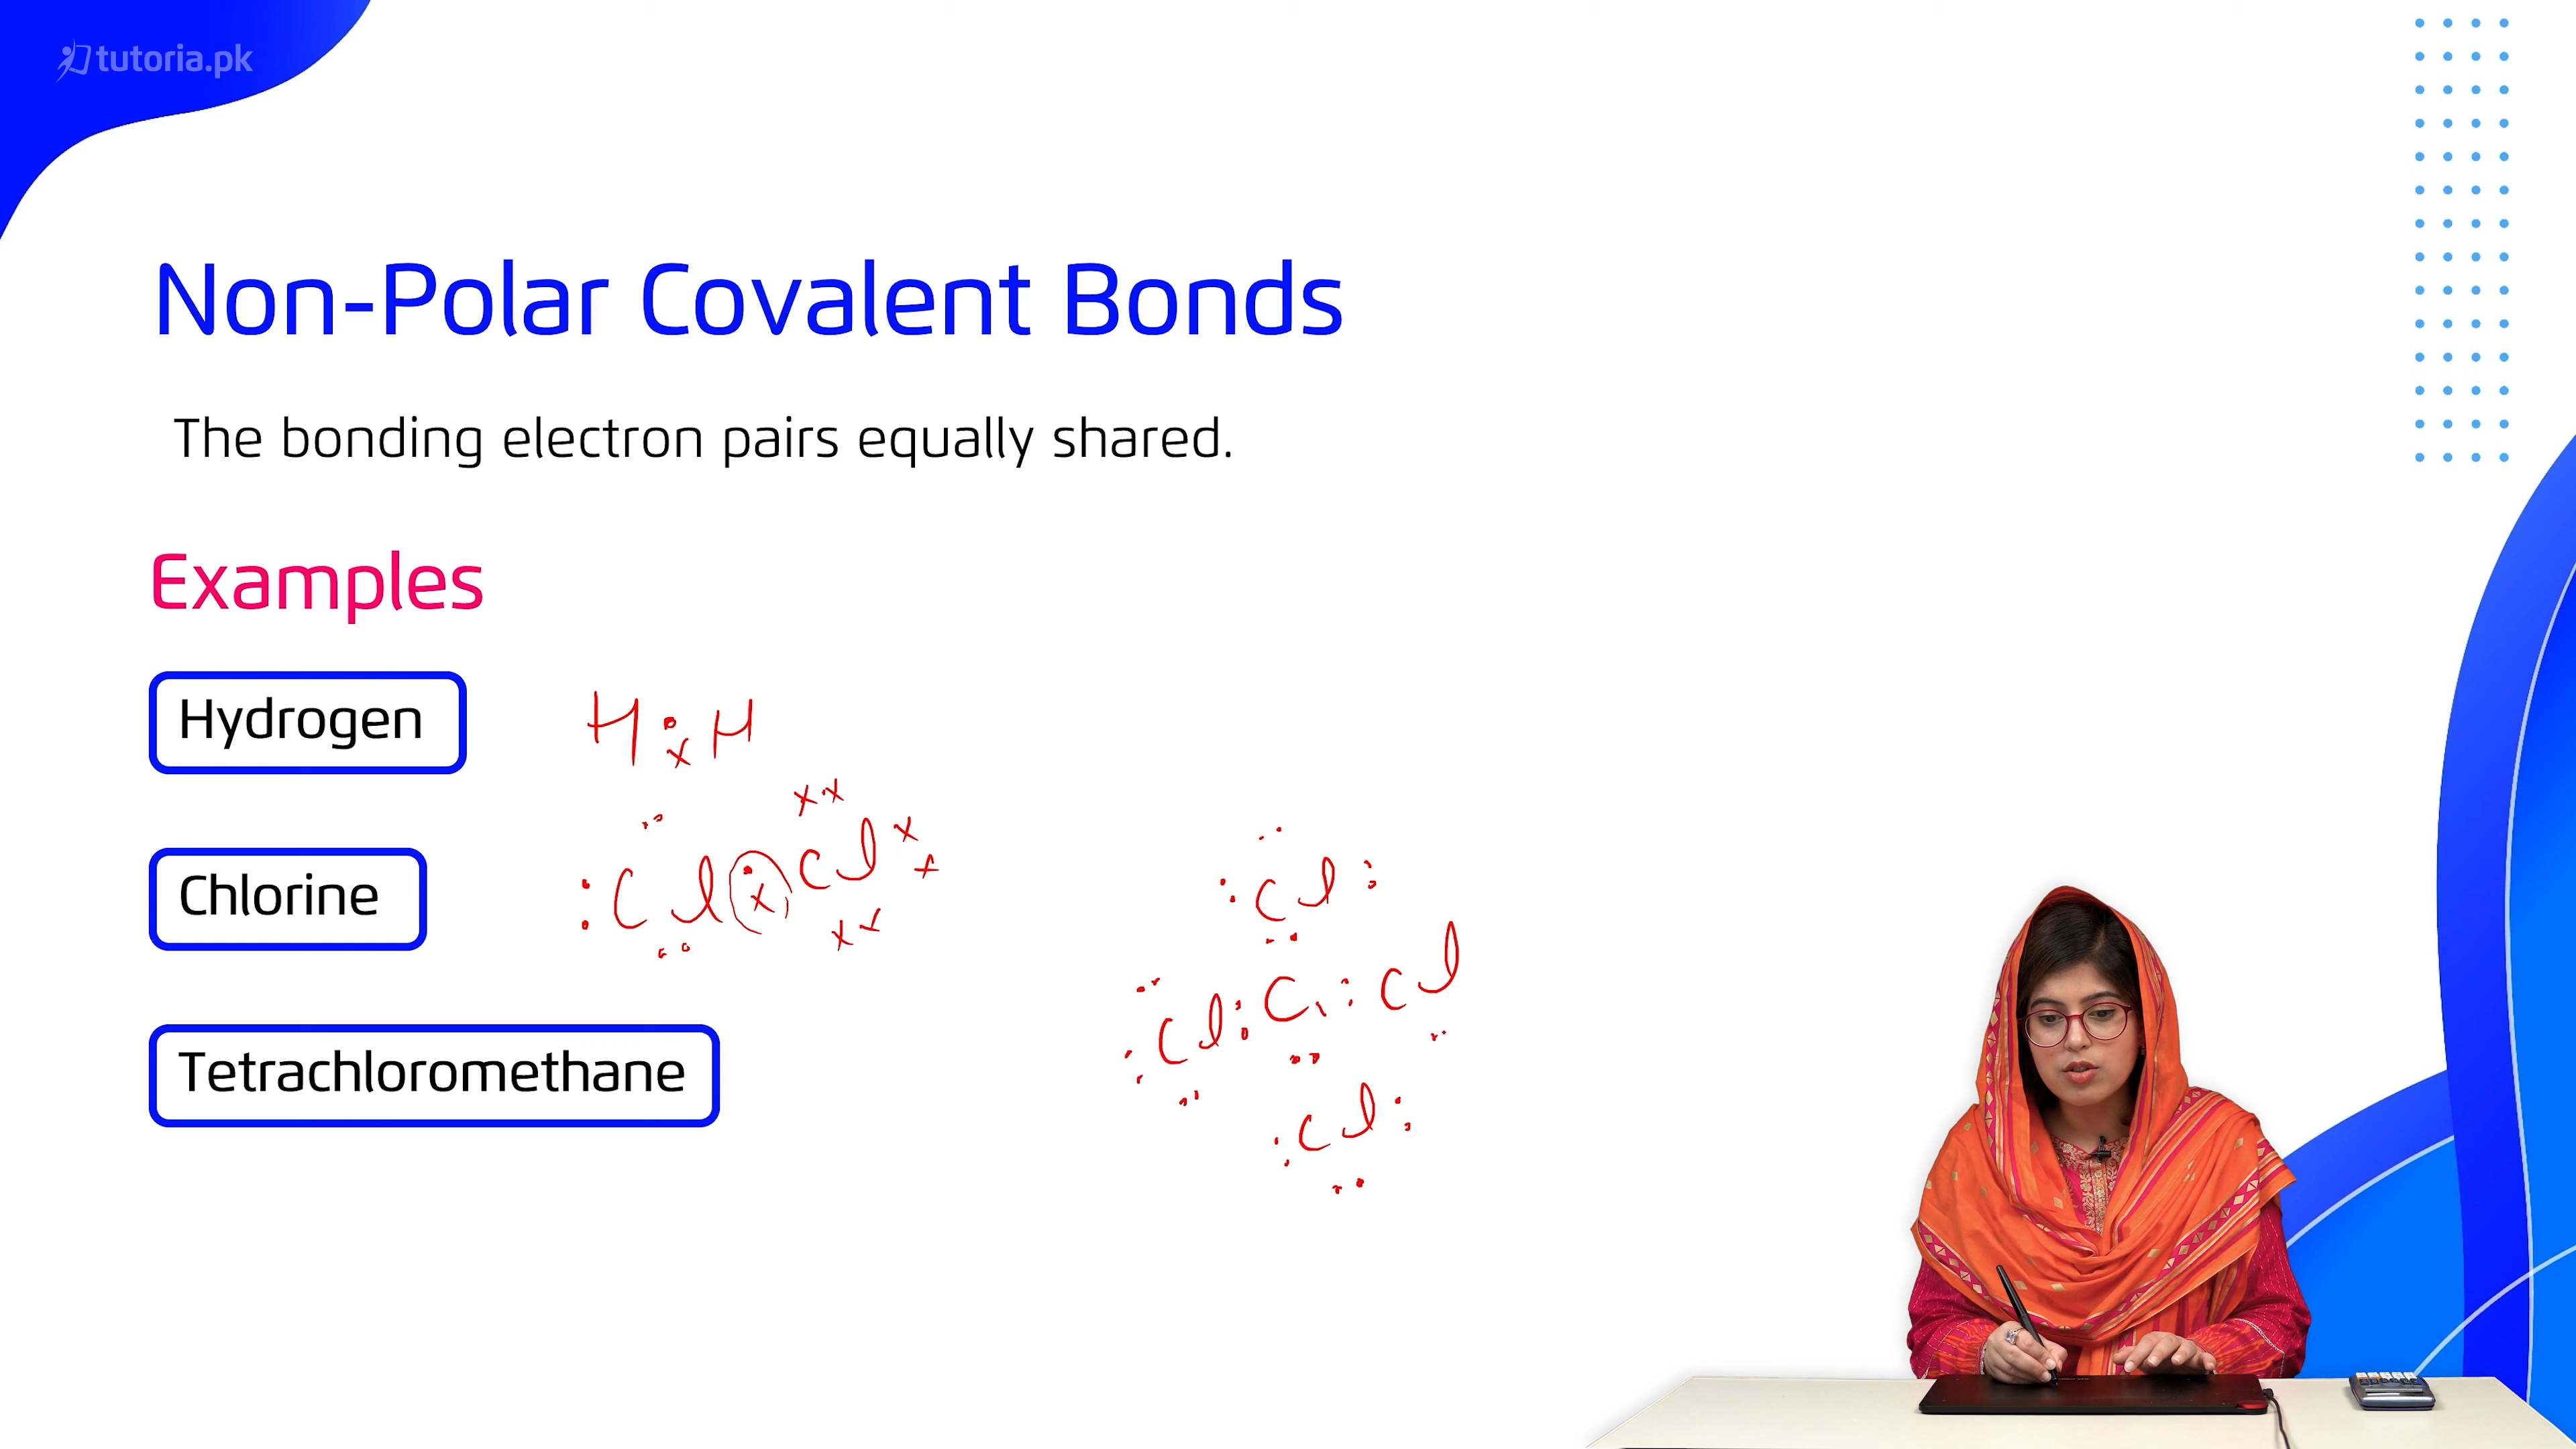 tutoria.pk
Non-Polar Covalent Bonds
The bonding electron pairs equally shared.
Examples
Hydrogen
H •x H
Chlorine
:Cl •x Cl xx
Cl
Cl : C : Cl
Cl
Tetrachloromethane